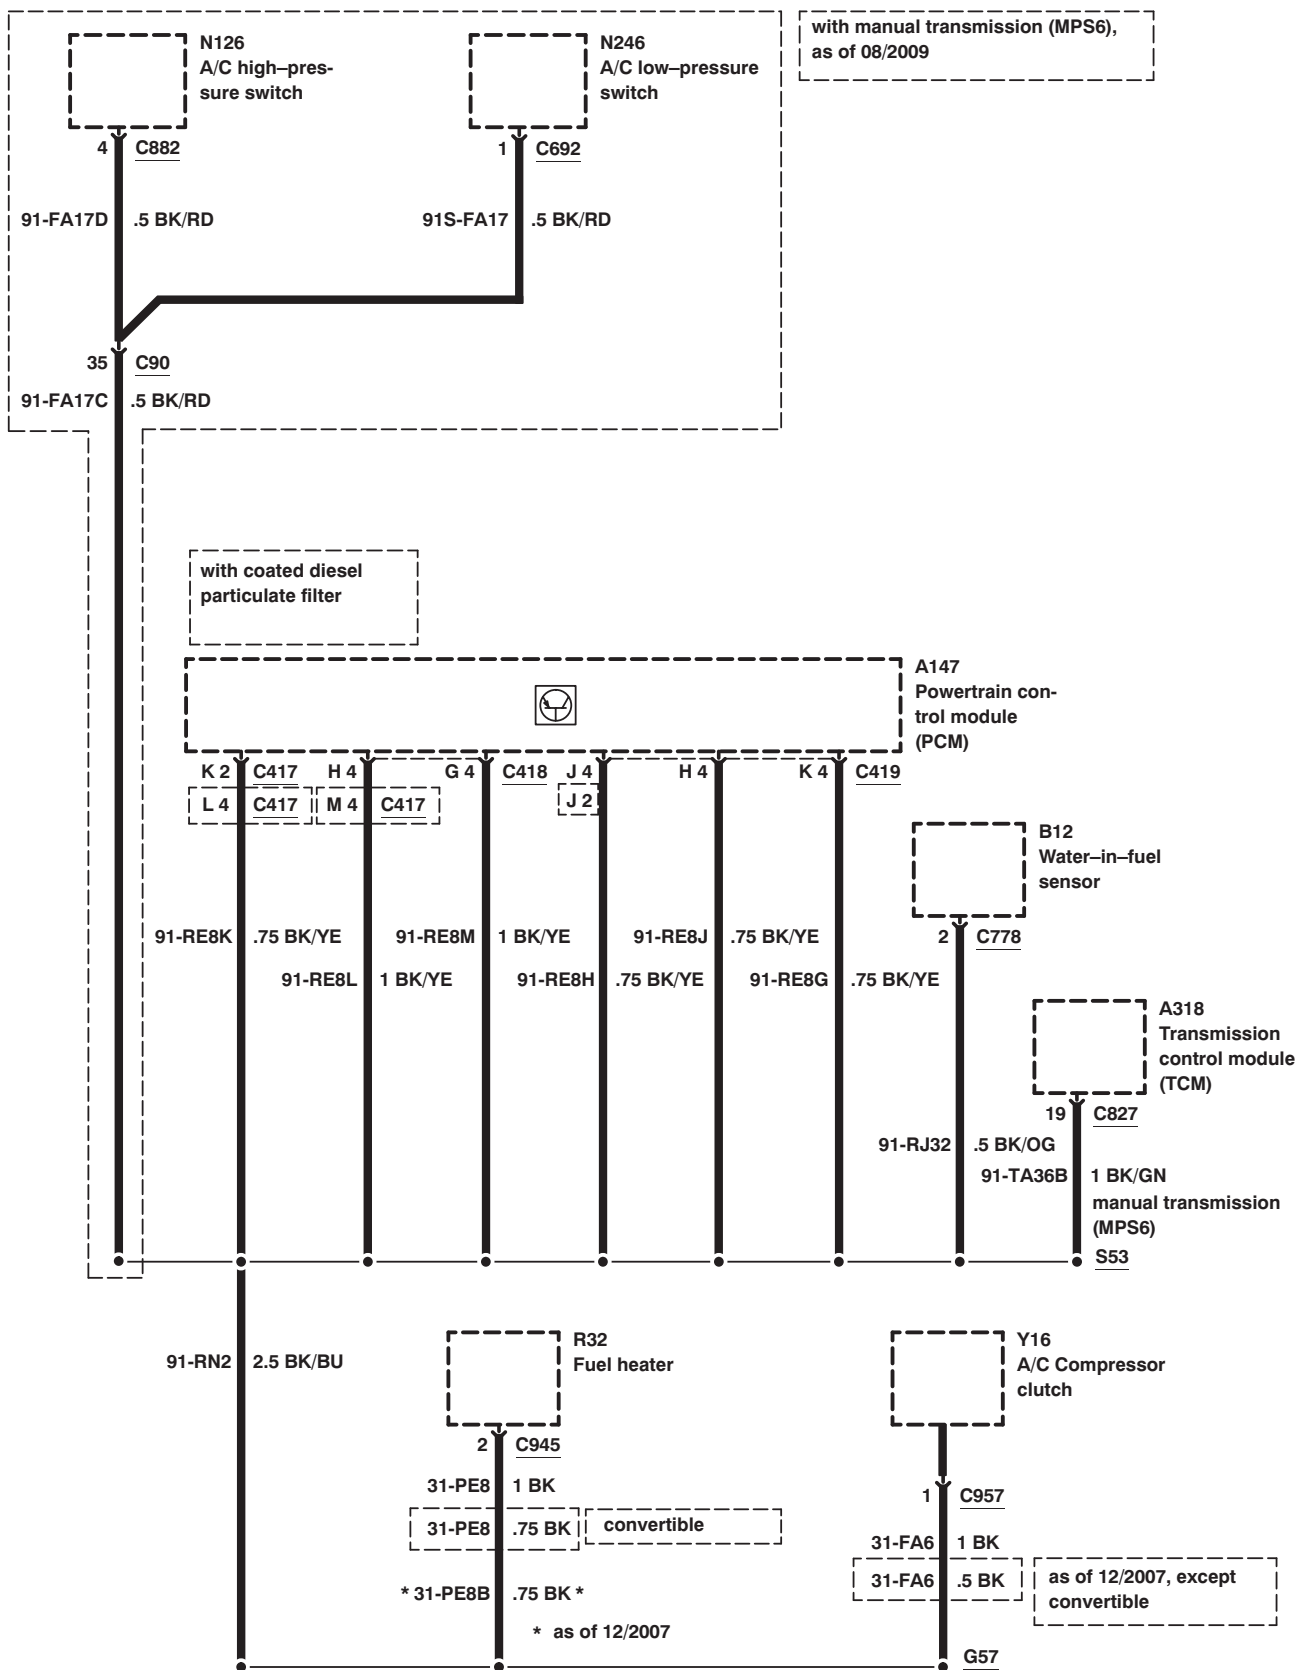 N126
A/C high–pres-
sure switch
N246
A/C low–pressure
switch
with manual transmission (MPS6),
as of 08/2009
4 C882
1 C692
91-FA17D .5 BK/RD
91S-FA17 .5 BK/RD
35 C90
91-FA17C .5 BK/RD
with coated diesel
particulate filter
A147
Powertrain con-
trol module
(PCM)
K 2 C417 H 4 G 4 C418 J 4 H 4 K 4 C419
L 4 C417 M 4 C417 J 2
B12
Water–in–fuel
sensor
91-RE8K .75 BK/YE 91-RE8M 1 BK/YE 91-RE8J .75 BK/YE
2 C778
91-RE8L 1 BK/YE 91-RE8H .75 BK/YE 91-RE8G .75 BK/YE
A318
Transmission
control module
(TCM)
19 C827
91-RJ32 .5 BK/OG
91-TA36B 1 BK/GN
manual transmission
(MPS6)
S53
91-RN2 2.5 BK/BU
R32
Fuel heater
Y16
A/C Compressor
clutch
2 C945
31-PE8 1 BK
31-PE8 .75 BK convertible
* 31-PE8B .75 BK *
* as of 12/2007
1 C957
31-FA6 1 BK
31-FA6 .5 BK
as of 12/2007, except
convertible
G57